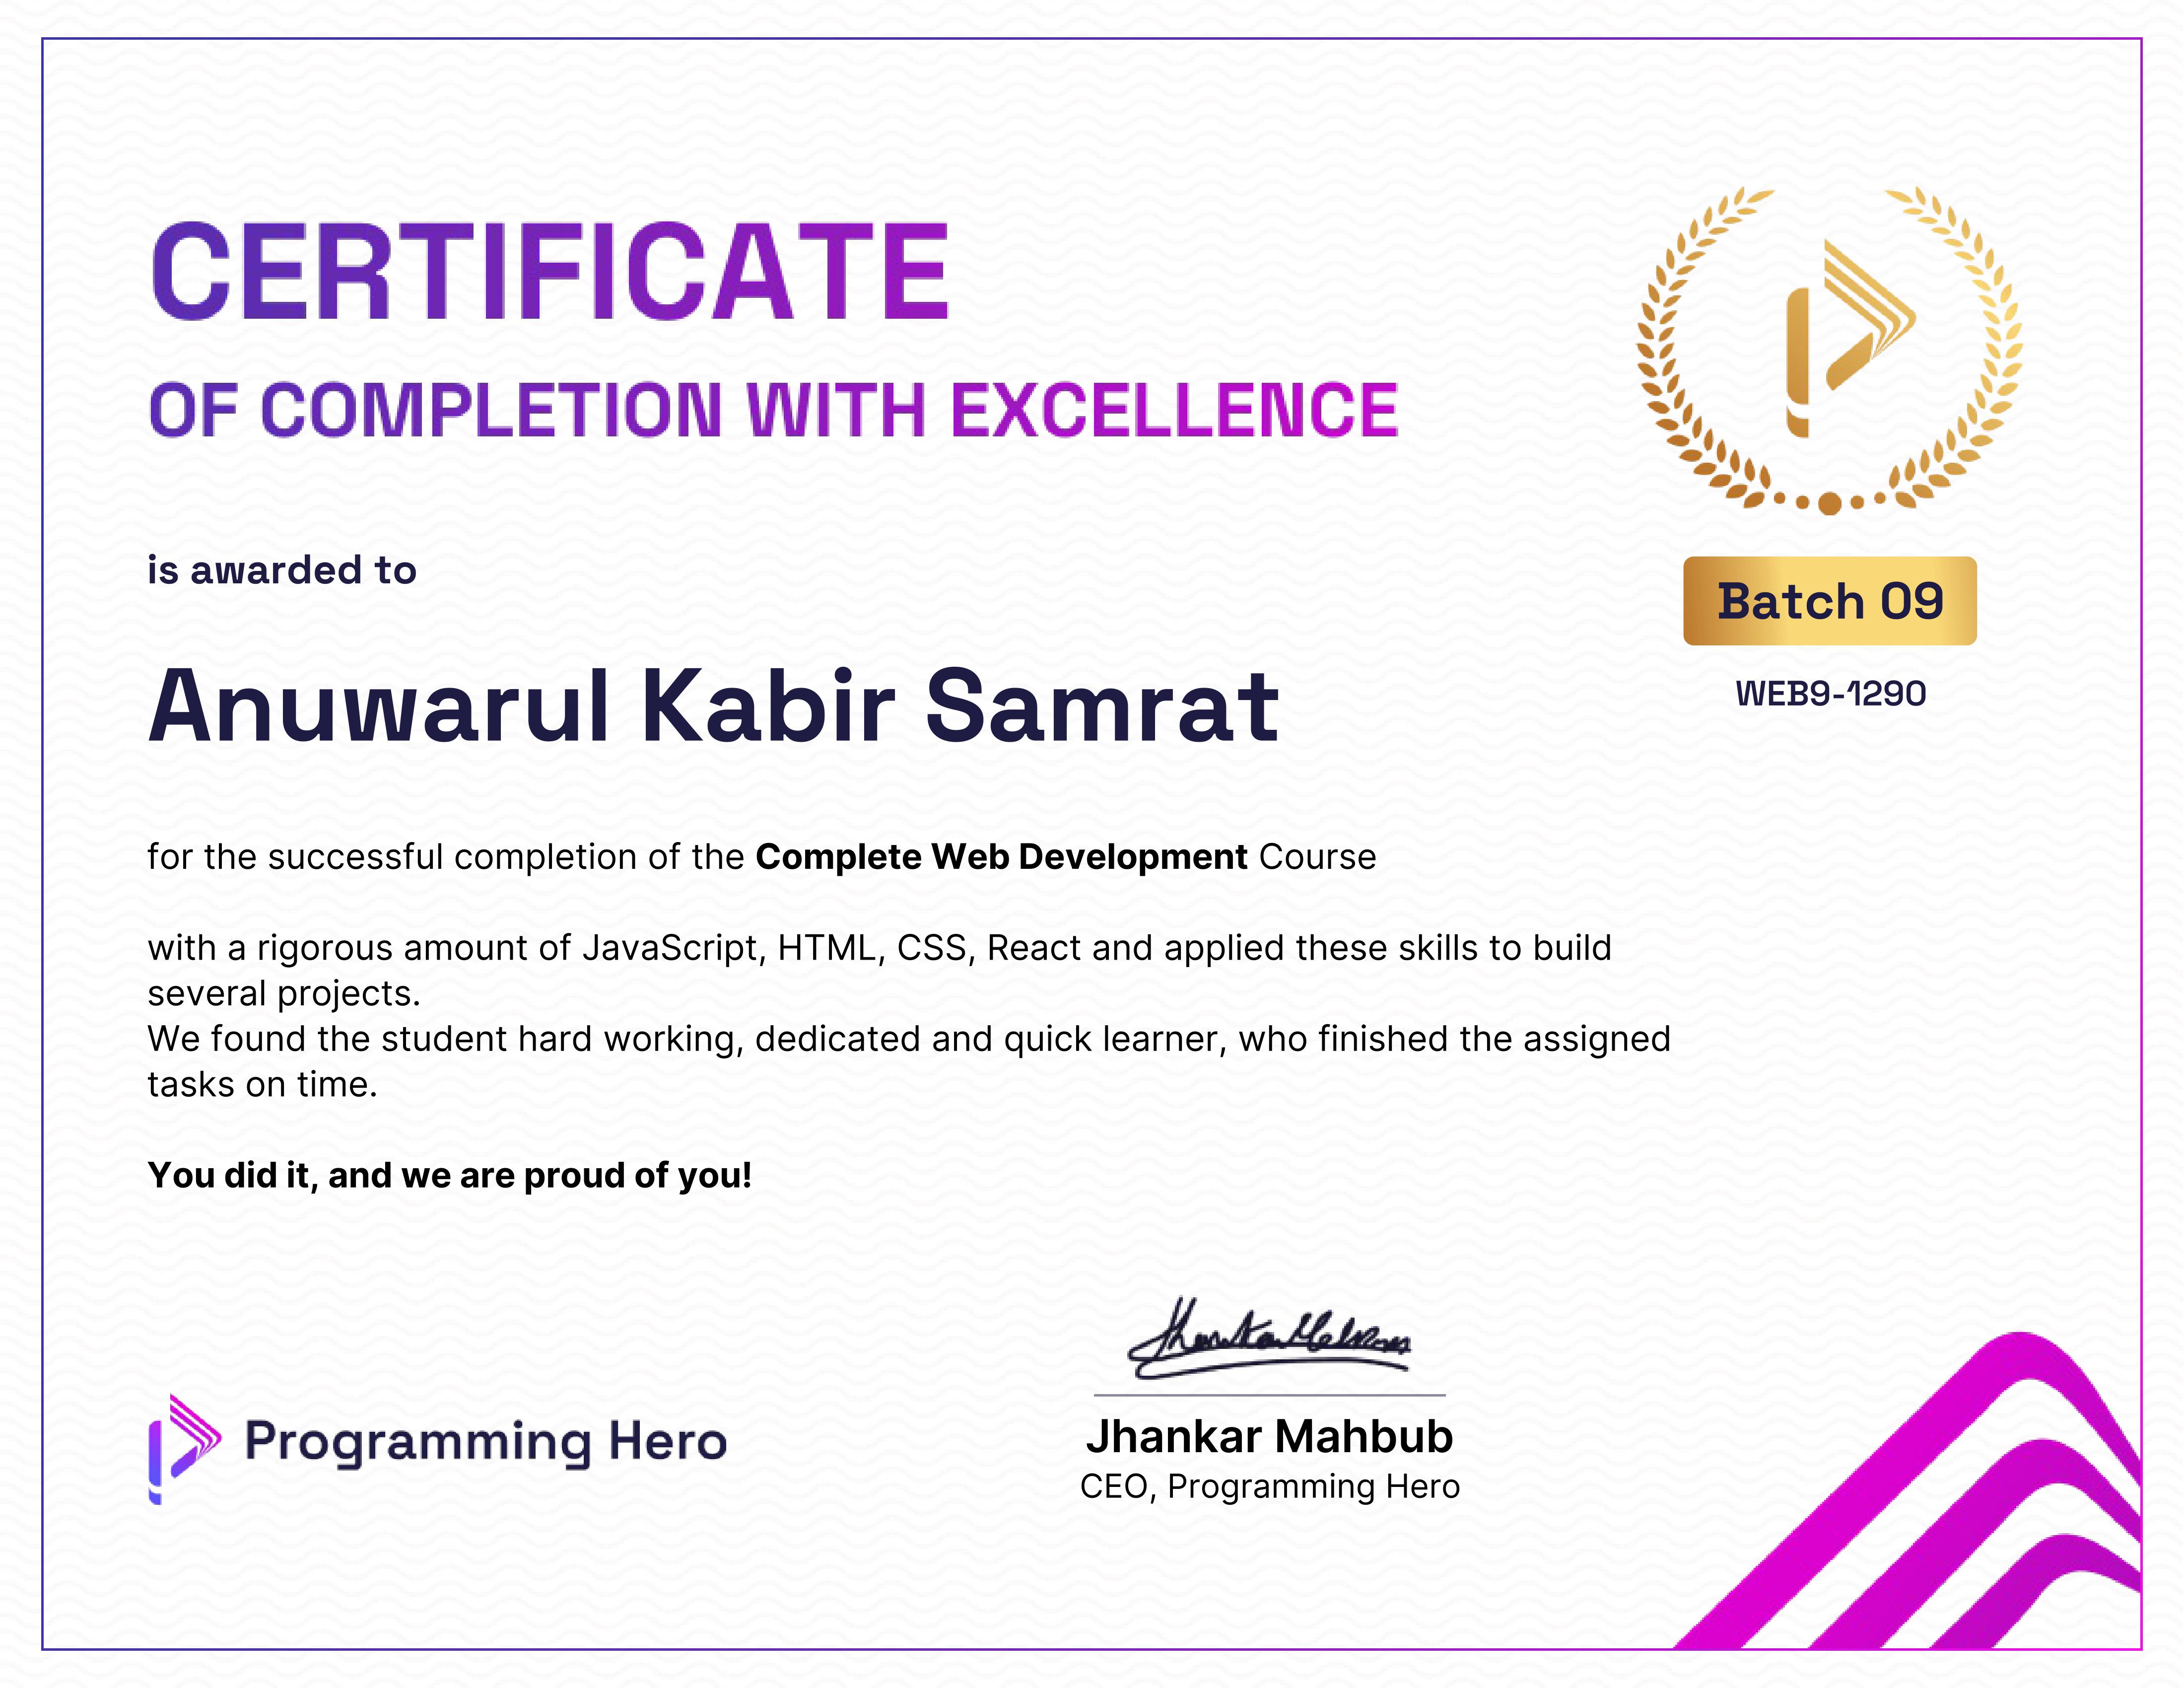 CERTIFICATE
OF COMPLETION WITH EXCELLENCE
is awarded to
Anuwarul Kabir Samrat
Batch 09
WEB9-1290
for the successful completion of the Complete Web Development Course
with a rigorous amount of JavaScript, HTML, CSS, React and applied these skills to build
several projects.
We found the student hard working, dedicated and quick learner, who finished the assigned
tasks on time.
You did it, and we are proud of you!
Jhankar Mahbub
Programming Hero
Jhankar Mahbub
CEO, Programming Hero